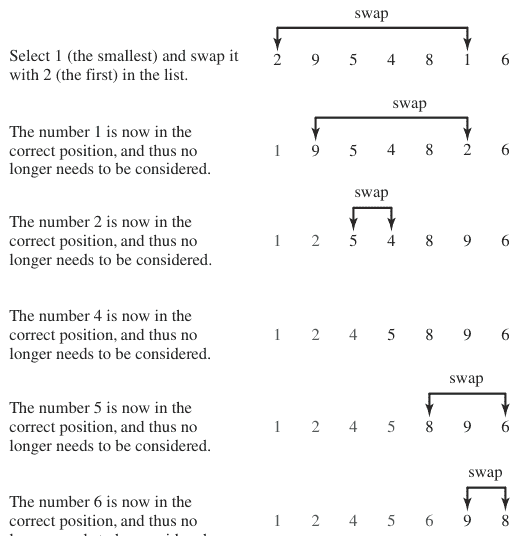 swap
Select 1 (the smallest) and swap it
with 2 (the first) in the list.
2 9 5 4 8 1 6
swap
The number 1 is now in the
correct position, and thus no
longer needs to be considered.
1 9 5 4 8 2 6
swap
The number 2 is now in the
correct position, and thus no
longer needs to be considered.
1 2 5 4 8 9 6
The number 4 is now in the
correct position, and thus no
longer needs to be considered.
1 2 4 5 8 9 6
swap
The number 5 is now in the
correct position, and thus no
longer needs to be considered.
1 2 4 5 8 9 6
swap
The number 6 is now in the
correct position, and thus no
1 2 4 5 6 9 8